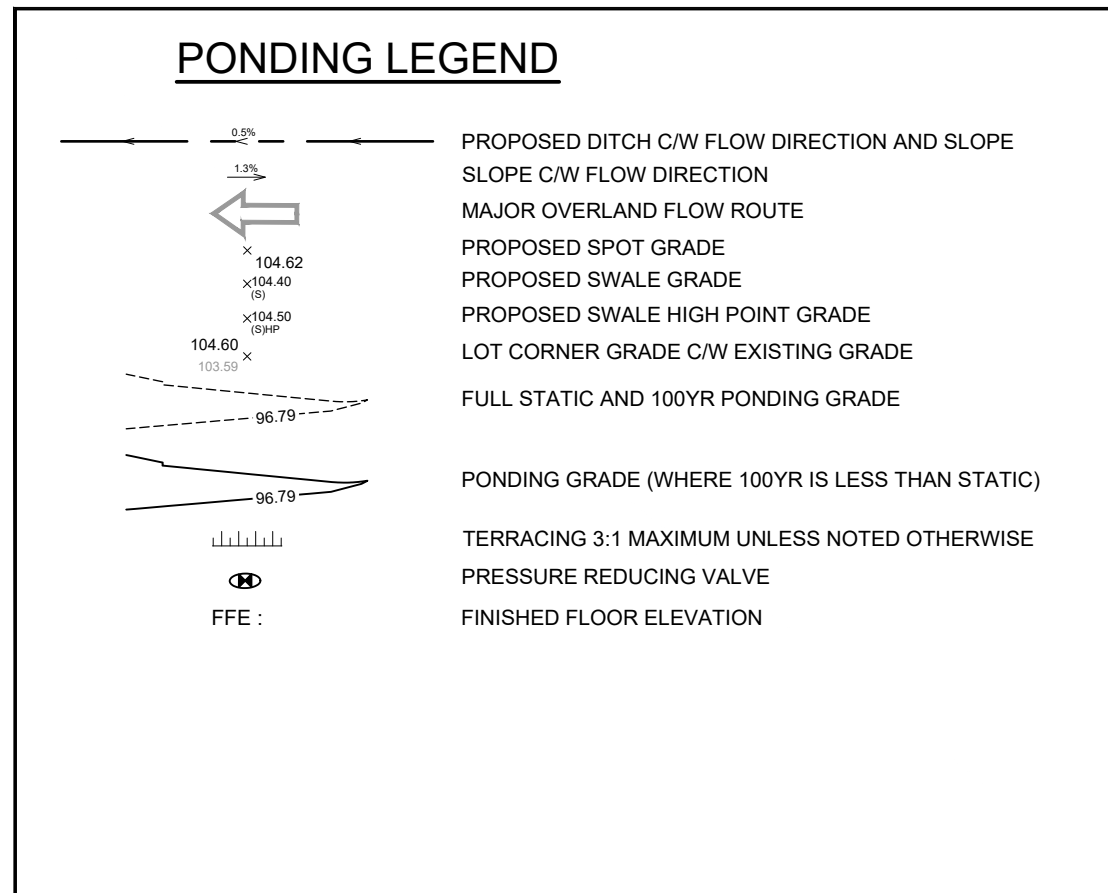 PONDING LEGEND
0.5% PROPOSED DITCH C/W FLOW DIRECTION AND SLOPE
1.3% SLOPE C/W FLOW DIRECTION
MAJOR OVERLAND FLOW ROUTE
PROPOSED SPOT GRADE
104.62
104.40 PROPOSED SWALE GRADE
(S)
104.50 PROPOSED SWALE HIGH POINT GRADE
(S)HP
104.60 LOT CORNER GRADE C/W EXISTING GRADE
103.59
FULL STATIC AND 100YR PONDING GRADE
96.79
PONDING GRADE (WHERE 100YR IS LESS THAN STATIC)
96.79
TERRACING 3:1 MAXIMUM UNLESS NOTED OTHERWISE
PRESSURE REDUCING VALVE
FFE : FINISHED FLOOR ELEVATION